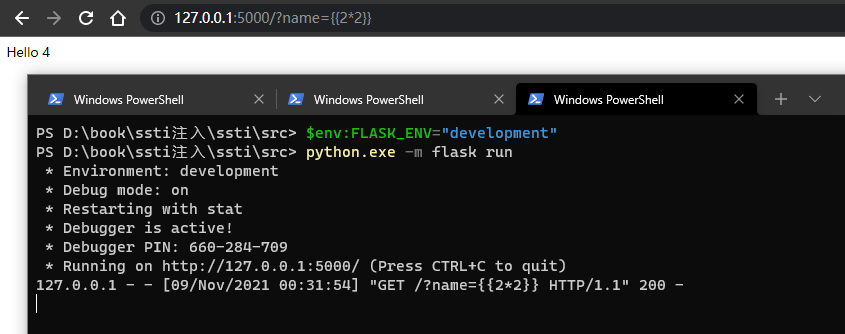 127.0.0.1:5000/?name={{2*2}}
Hello 4
Windows PowerShell
Windows PowerShell
Windows PowerShell
PS D:\book\ssti注入\ssti\src> $env:FLASK_ENV="development"
PS D:\book\ssti注入\ssti\src> python.exe -m flask run
 * Environment: development
 * Debug mode: on
 * Restarting with stat
 * Debugger is active!
 * Debugger PIN: 660-284-709
 * Running on http://127.0.0.1:5000/ (Press CTRL+C to quit)
127.0.0.1 - - [09/Nov/2021 00:31:54] "GET /?name={{2*2}} HTTP/1.1" 200 -